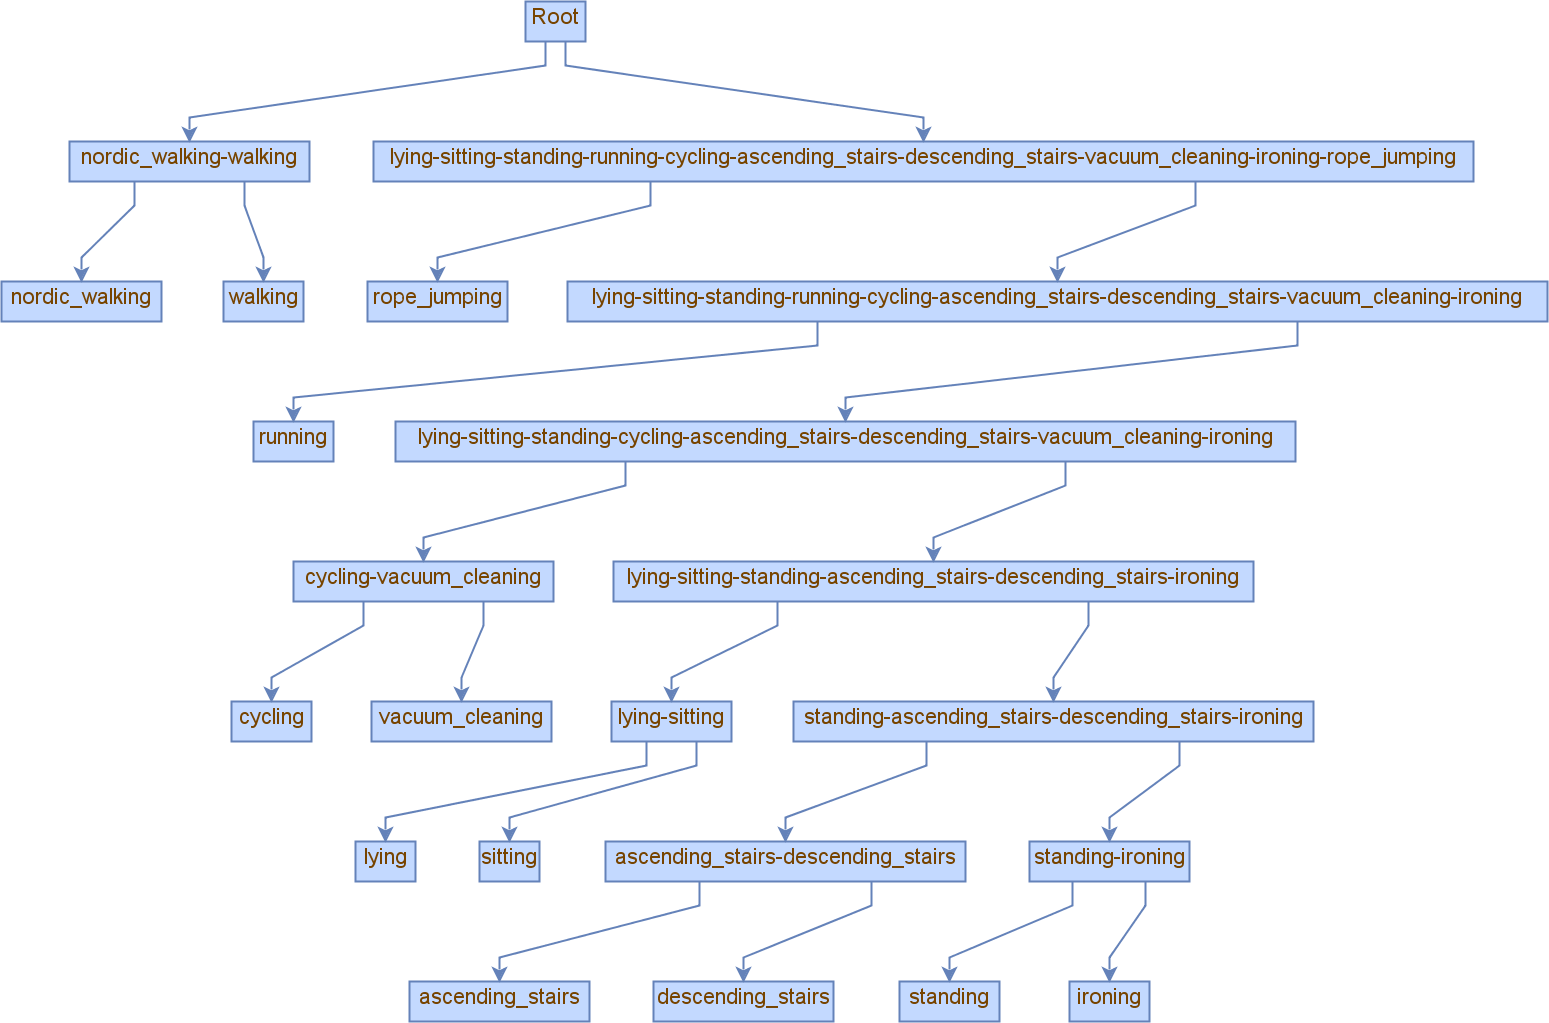 Root
nordic_walking-walking
lying-sitting-standing-running-cycling-ascending_stairs-descending_stairs-vacuum_cleaning-ironing-rope_jumping
nordic_walking
walking
rope_jumping
lying-sitting-standing-running-cycling-ascending_stairs-descending_stairs-vacuum_cleaning-ironing
running
lying-sitting-standing-cycling-ascending_stairs-descending_stairs-vacuum_cleaning-ironing
cycling-vacuum_cleaning
lying-sitting-standing-ascending_stairs-descending_stairs-ironing
cycling
vacuum_cleaning
lying-sitting
standing-ascending_stairs-descending_stairs-ironing
lying
sitting
ascending_stairs-descending_stairs
standing-ironing
ascending_stairs
descending_stairs
standing
ironing